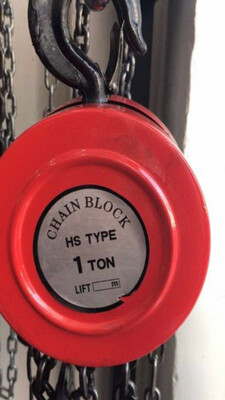 CHAIN BLOCK
HS TYPE
1 TON
LIFT m